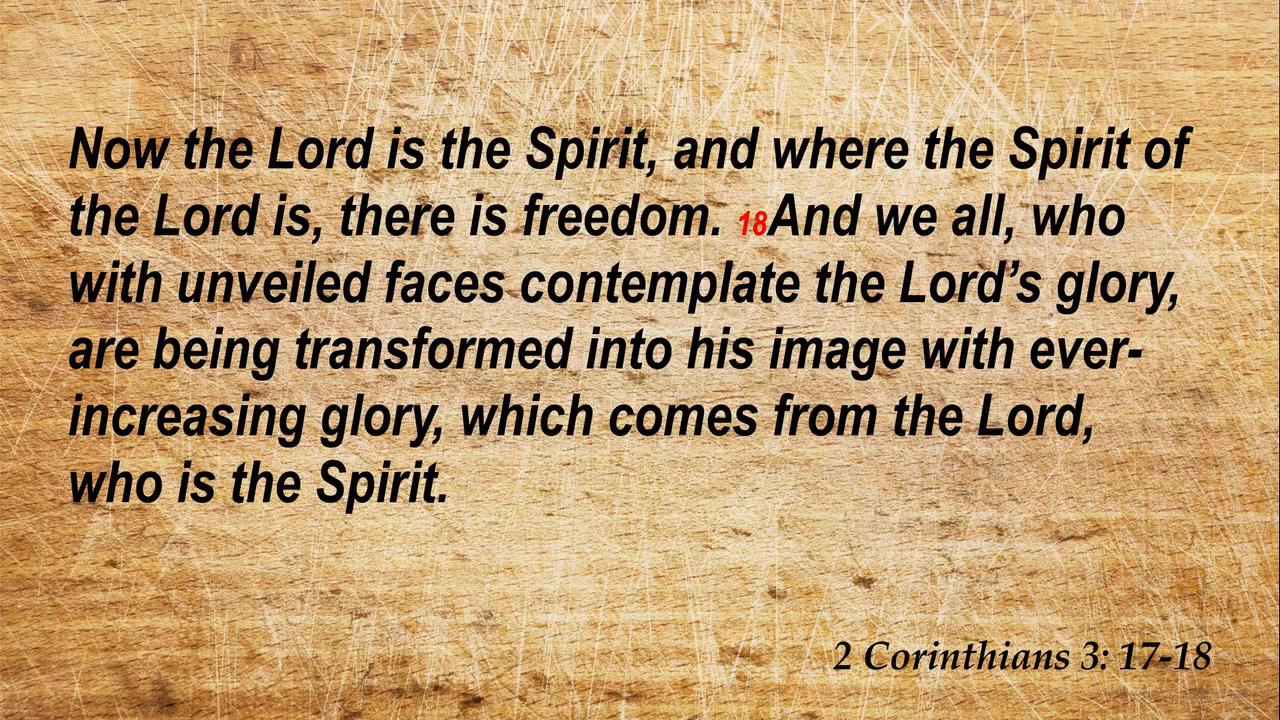 Now the Lord is the Spirit, and where the Spirit of
the Lord is, there is freedom. 18And we all, who
with unveiled faces contemplate the Lord’s glory,
are being transformed into his image with ever-
increasing glory, which comes from the Lord,
who is the Spirit.
2 Corinthians 3: 17-18